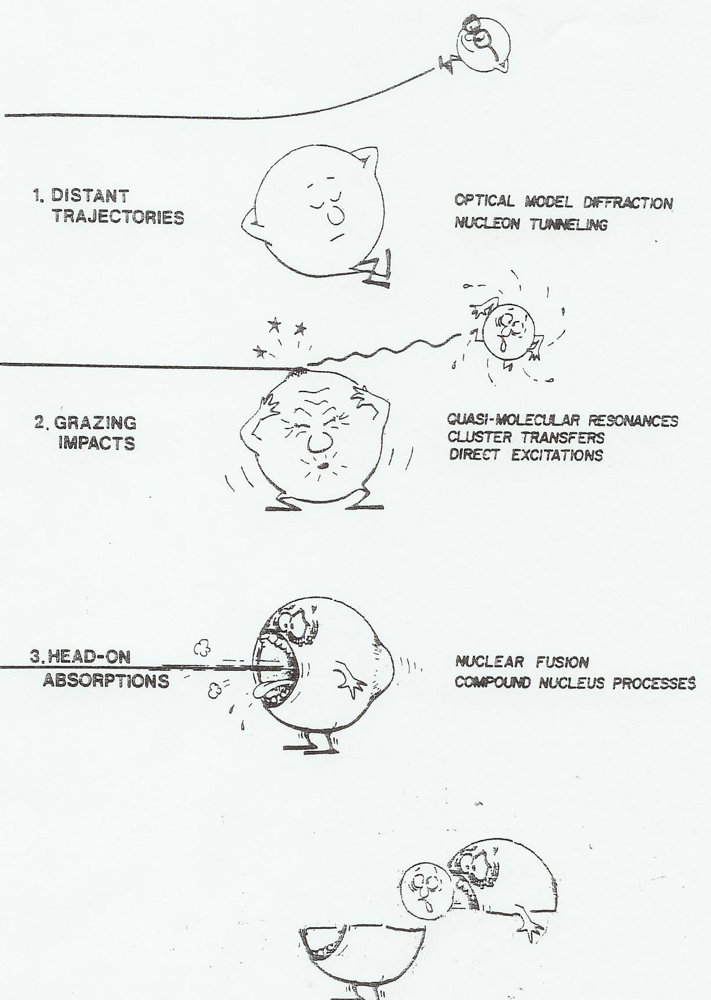 1. DISTANT
TRAJECTORIES
OPTICAL MODEL DIFFRACTION
NUCLEON TUNNELING
2. GRAZING
IMPACTS
QUASI-MOLECULAR RESONANCES
CLUSTER TRANSFERS
DIRECT EXCITATIONS
3. HEAD-ON
ABSORPTIONS
NUCLEAR FUSION
COMPOUND NUCLEUS PROCESSES